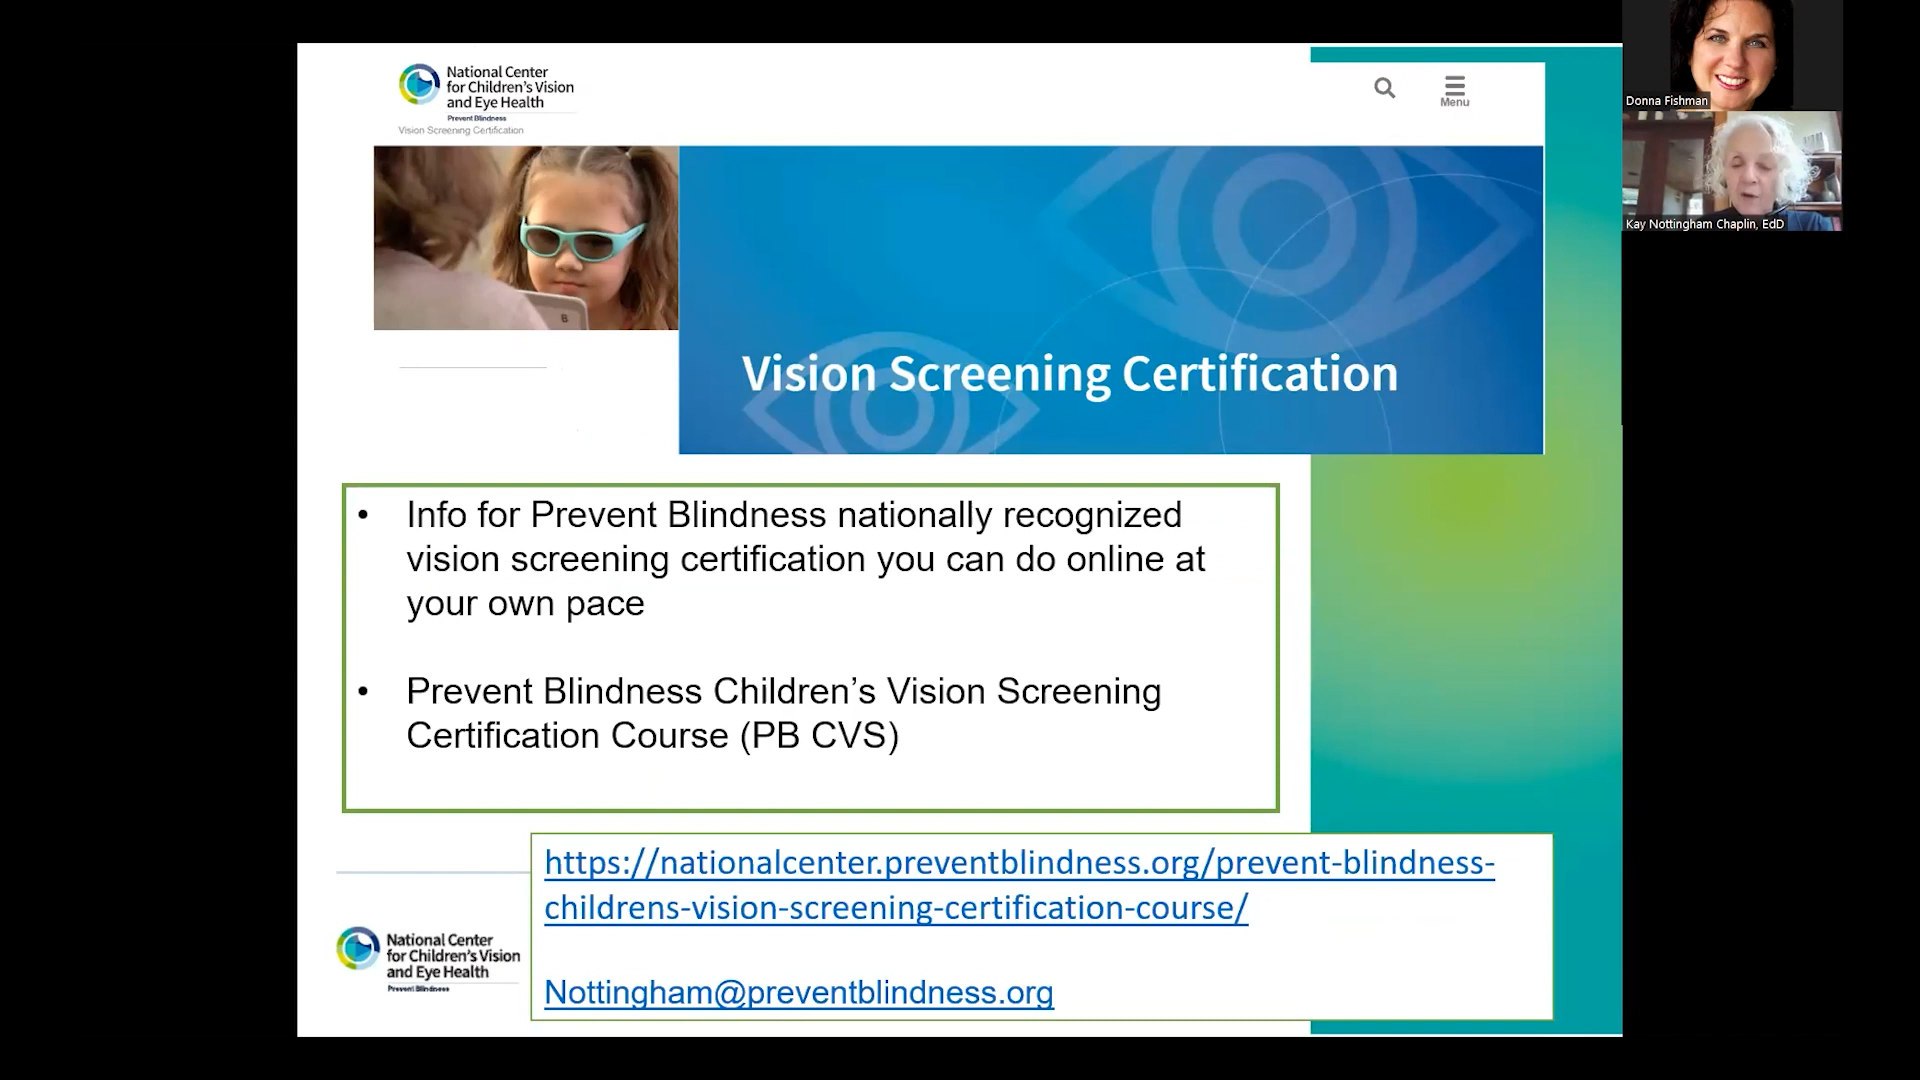 National Center
for Children's Vision
and Eye Health
Prevent Blindness
Vision Screening Certification
Menu
Donna Fishman
Kay Nottingham Chaplin, EdD
B
Vision Screening Certification
• Info for Prevent Blindness nationally recognized
vision screening certification you can do online at
your own pace
• Prevent Blindness Children’s Vision Screening
Certification Course (PB CVS)
https://nationalcenter.preventblindness.org/prevent-blindness-
childrens-vision-screening-certification-course/
Nottingham@preventblindness.org
National Center
for Children's Vision
and Eye Health
Prevent Blindness